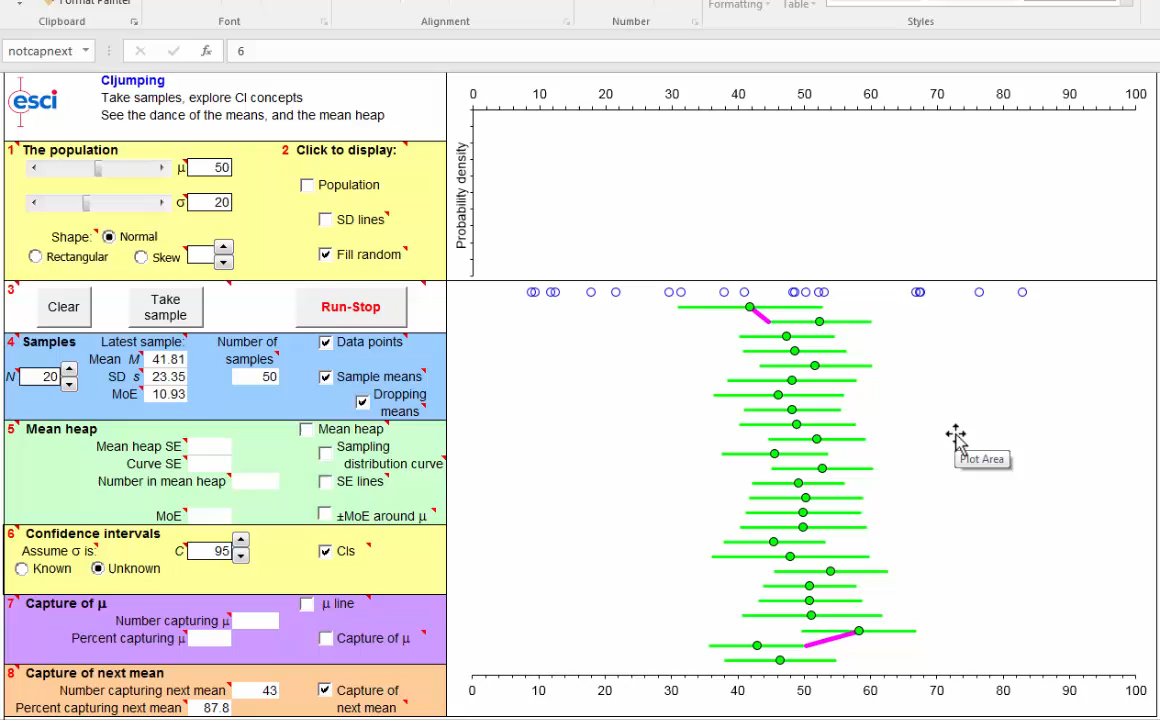 Format Painter
Formatting Table
Clipboard Font Alignment Number Styles
notcapnext fx 6
esci
CIjumping
Take samples, explore CI concepts
See the dance of the means, and the mean heap
1 The population
μ 50
σ 20
Shape: Normal
Rectangular Skew
2 Click to display:
Population
SD lines
Fill random
3 Clear Take sample Run-Stop
4 Samples Latest sample: Number of samples
Mean M 41.81
N 20 SD s 23.35 50
MoE 10.93
Data points
Sample means
Dropping means
5 Mean heap
Mean heap SE
Curve SE
Number in mean heap
MoE
Mean heap
Sampling distribution curve
SE lines
±MoE around μ
6 Confidence intervals
Assume σ is: C 95
Known Unknown
CIs
7 Capture of μ
Number capturing μ
Percent capturing μ
μ line
Capture of μ
8 Capture of next mean
Number capturing next mean 43
Percent capturing next mean 87.8
Capture of next mean
0 10 20 30 40 50 60 70 80 90 100
Probability density
Plot Area
0 10 20 30 40 50 60 70 80 90 100